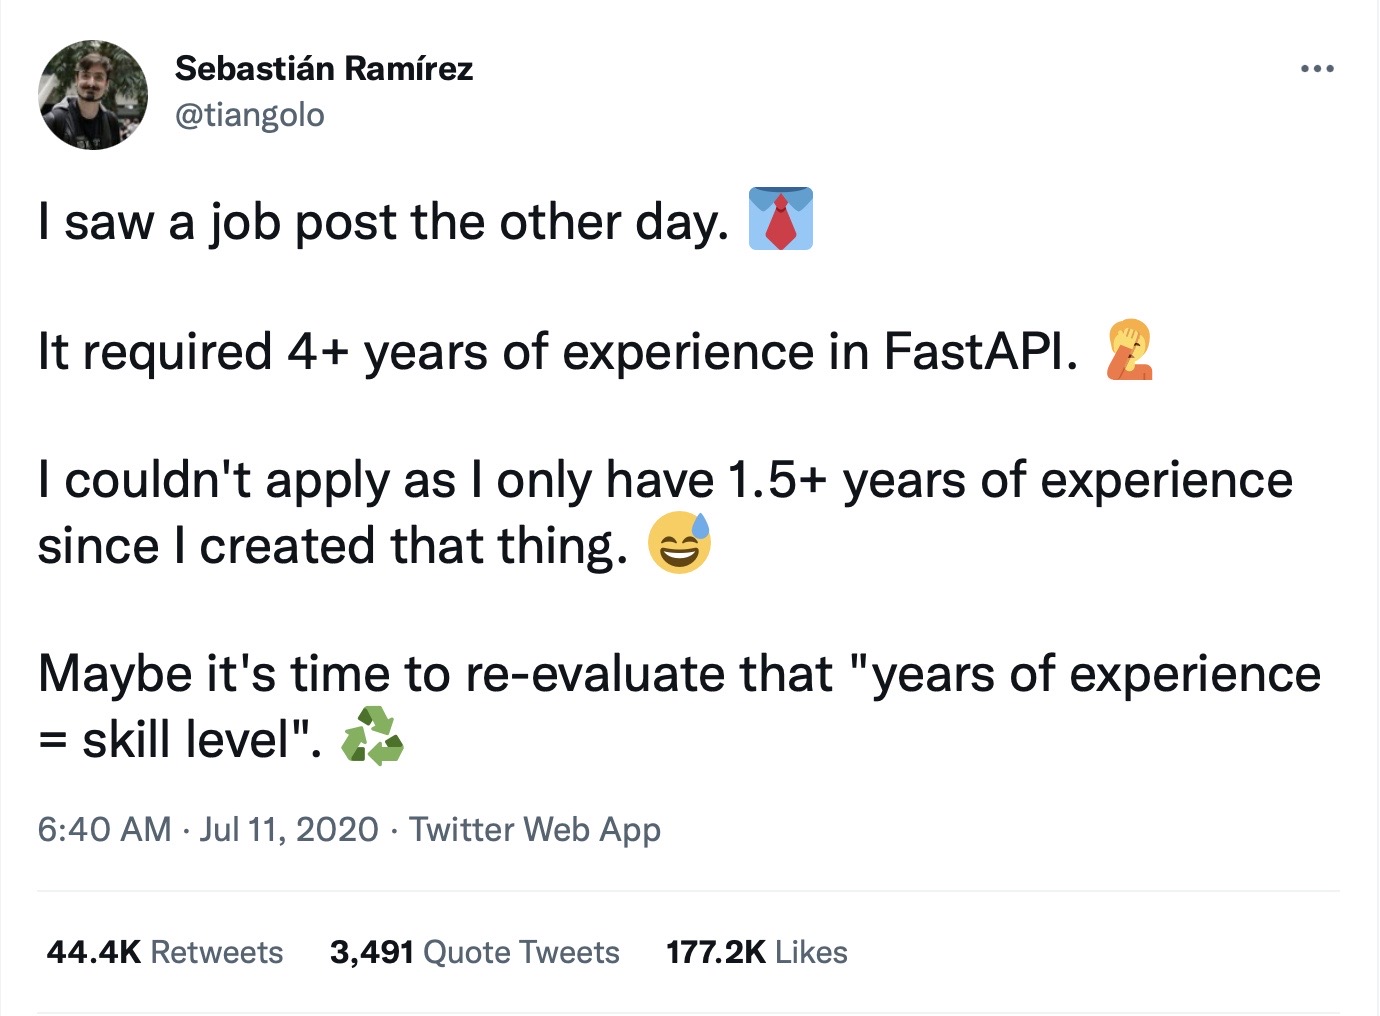 Sebastián Ramírez
@tiangolo
I saw a job post the other day. 👔
It required 4+ years of experience in FastAPI. 🤦
I couldn't apply as I only have 1.5+ years of experience
since I created that thing. 😅
Maybe it's time to re-evaluate that "years of experience
= skill level". ♻️
6:40 AM · Jul 11, 2020 · Twitter Web App
44.4K Retweets 3,491 Quote Tweets 177.2K Likes